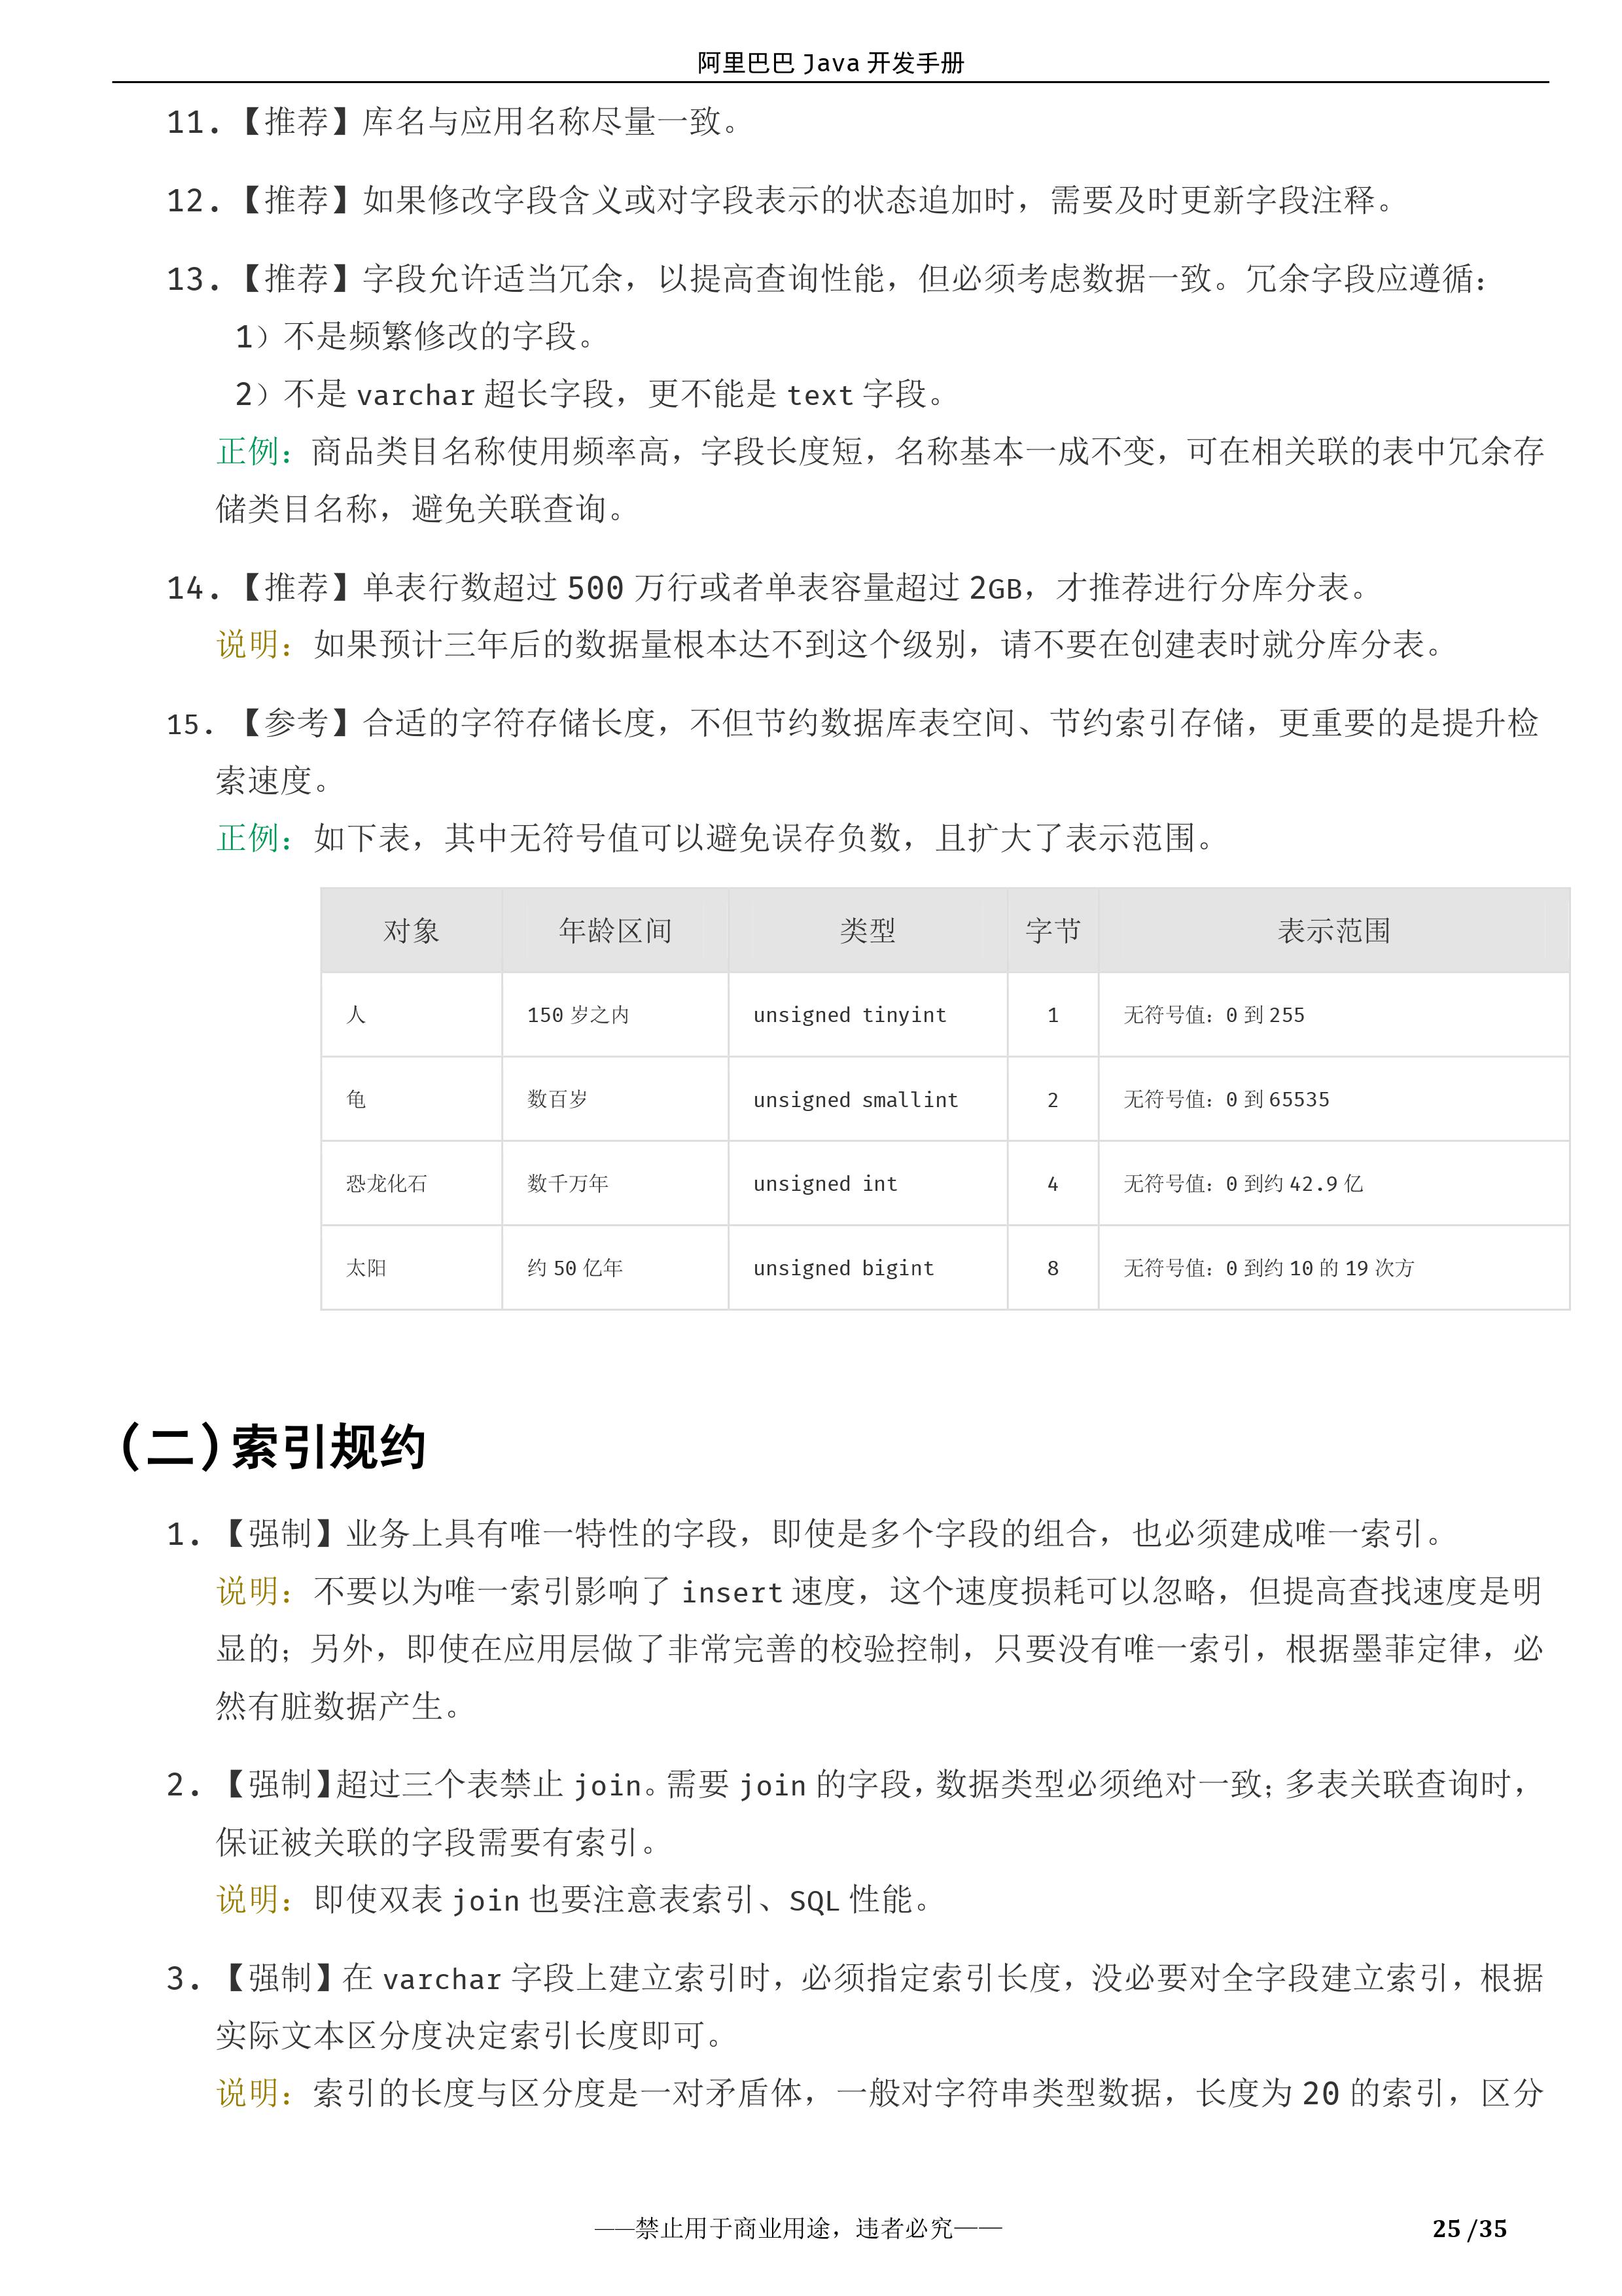 阿里巴巴 Java 开发手册
11.【推荐】库名与应用名称尽量一致。
12.【推荐】如果修改字段含义或对字段表示的状态追加时，需要及时更新字段注释。
13.【推荐】字段允许适当冗余，以提高查询性能，但必须考虑数据一致。冗余字段应遵循：
1）不是频繁修改的字段。
2）不是 varchar 超长字段，更不能是 text 字段。
正例：商品类目名称使用频率高，字段长度短，名称基本一成不变，可在相关联的表中冗余存
储类目名称，避免关联查询。
14.【推荐】单表行数超过 500 万行或者单表容量超过 2GB，才推荐进行分库分表。
说明：如果预计三年后的数据量根本达不到这个级别，请不要在创建表时就分库分表。
15.【参考】合适的字符存储长度，不但节约数据库表空间、节约索引存储，更重要的是提升检
索速度。
正例：如下表，其中无符号值可以避免误存负数，且扩大了表示范围。
对象 年龄区间 类型 字节 表示范围
人 150 岁之内 unsigned tinyint 1 无符号值：0 到 255
龟 数百岁 unsigned smallint 2 无符号值：0 到 65535
恐龙化石 数千万年 unsigned int 4 无符号值：0 到约 42.9 亿
太阳 约 50 亿年 unsigned bigint 8 无符号值：0 到约 10 的 19 次方
(二)索引规约
1. 【强制】业务上具有唯一特性的字段，即使是多个字段的组合，也必须建成唯一索引。
说明：不要以为唯一索引影响了 insert 速度，这个速度损耗可以忽略，但提高查找速度是明
显的；另外，即使在应用层做了非常完善的校验控制，只要没有唯一索引，根据墨菲定律，必
然有脏数据产生。
2. 【强制】超过三个表禁止 join。需要 join 的字段，数据类型必须绝对一致；多表关联查询时，
保证被关联的字段需要有索引。
说明：即使双表 join 也要注意表索引、SQL 性能。
3. 【强制】在 varchar 字段上建立索引时，必须指定索引长度，没必要对全字段建立索引，根据
实际文本区分度决定索引长度即可。
说明：索引的长度与区分度是一对矛盾体，一般对字符串类型数据，长度为 20 的索引，区分
——禁止用于商业用途，违者必究——
25 /35